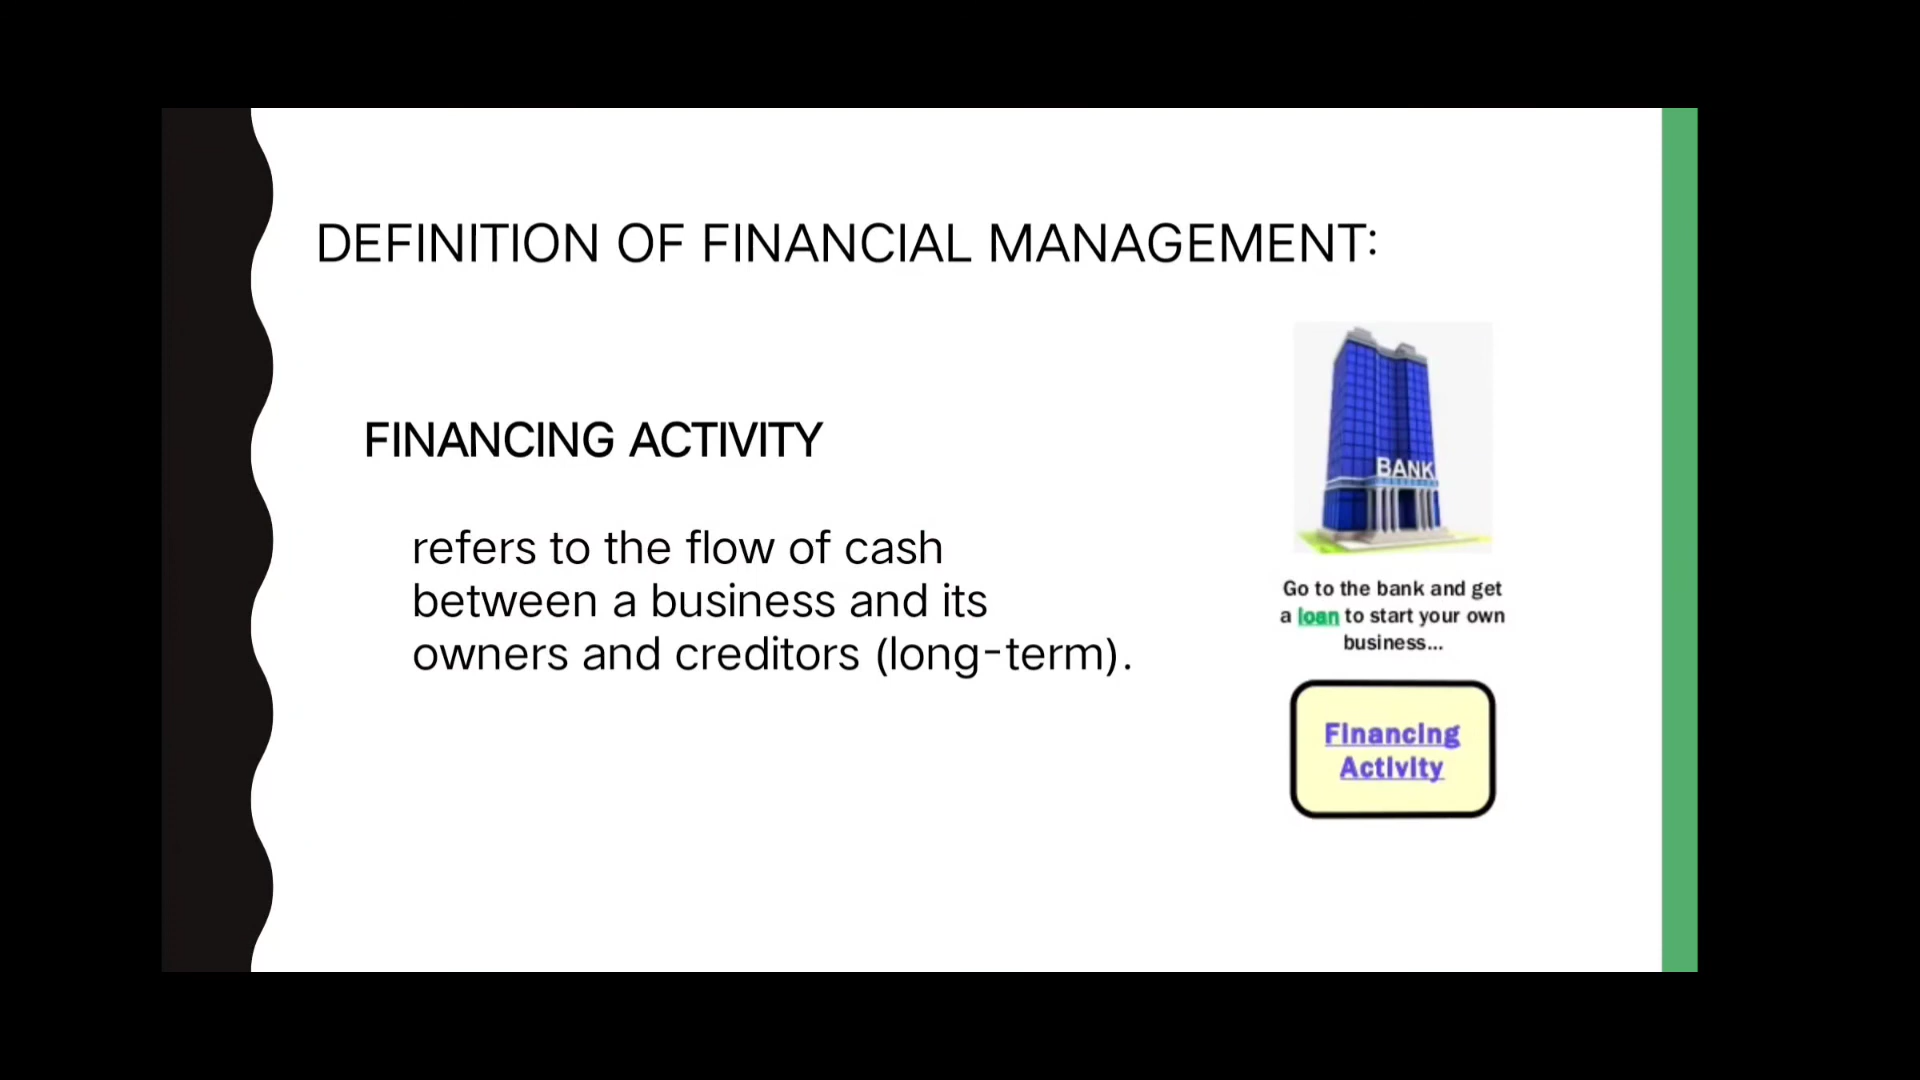 DEFINITION OF FINANCIAL MANAGEMENT:
FINANCING ACTIVITY
refers to the flow of cash
between a business and its
owners and creditors (long-term).
BANK
Go to the bank and get
a loan to start your own
business...
Financing
Activity